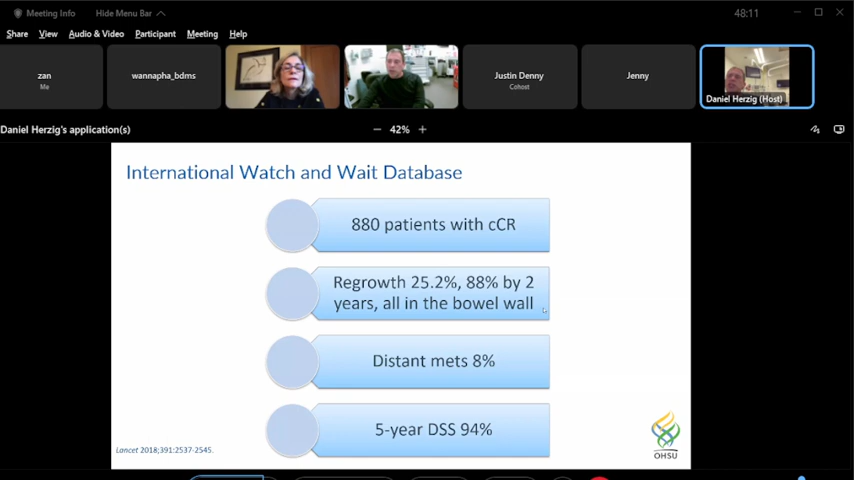 Meeting Info
Hide Menu Bar
48:11
Share
View
Audio & Video
Participant
Meeting
Help
zan
Me
wannapha_bdms
Justin Denny
Cohost
Jenny
Daniel Herzig (Host)
Daniel Herzig's application(s)
42%
International Watch and Wait Database
880 patients with cCR
Regrowth 25.2%, 88% by 2
years, all in the bowel wall
Distant mets 8%
5-year DSS 94%
Lancet 2018;391:2537-2545.
OHSU